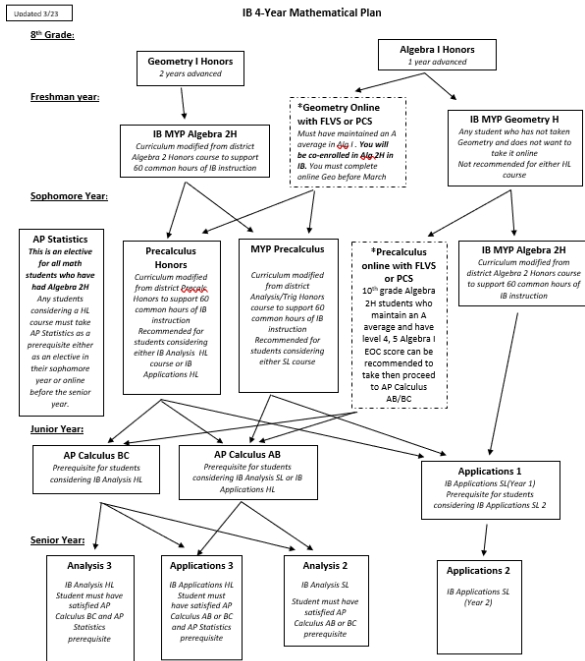 Updated 3/23
IB 4-Year Mathematical Plan
8th Grade:
Geometry I Honors
2 years advanced
Algebra I Honors
1 year advanced
Freshman year:
IB MYP Algebra 2H
Curriculum modified from district
Algebra 2 Honors course to support
60 common hours of IB instruction
*Geometry Online
with FLVS or PCS
Must have maintained an A
average in Alg I . You will
be co-enrolled in Alg 2H in
IB. You must complete
online Geo before March
IB MYP Geometry H
Any student who has not taken
Geometry and does not want to
take it online
Not recommended for either HL
course
Sophomore Year:
AP Statistics
This is an elective
for all math
students who have
had Algebra 2H
Any students
considering a HL
course must take
AP Statistics as a
prerequisite either
as an elective in
their sophomore
year or online
before the senior
year.
Precalculus
Honors
Curriculum modified
from district Precalc
Honors to support 60
common hours of IB
instruction
Recommended for
students considering
either IB Analysis HL
course or IB
Applications HL
MYP Precalculus
Curriculum modified
from district
Analysis/Trig Honors
course to support 60
common hours of IB
instruction
Recommended for
students considering
either SL course
*Precalculus
online with FLVS
or PCS
10th grade Algebra
2H students who
maintain an A
average and have
level 4, 5 Algebra I
EOC score can be
recommended to
take then proceed
to AP Calculus
AB/BC
IB MYP Algebra 2H
Curriculum modified from
district Algebra 2 Honors course
to support 60 common hours of
IB instruction
Junior Year:
AP Calculus BC
Prerequisite for students
considering IB Analysis HL
AP Calculus AB
Prerequisite for students
considering IB Analysis SL or IB
Applications HL
Applications 1
IB Applications SL(Year 1)
Prerequisite for students
considering IB Applications SL 2
Senior Year:
Analysis 3
IB Analysis HL
Student must have
satisfied AP
Calculus BC and AP
Statistics
prerequisite
Applications 3
IB Applications HL
Student must
have satisfied AP
Calculus AB or BC
and AP Statistics
prerequisite
Analysis 2
IB Analysis SL
Student must have
satisfied AP
Calculus AB or BC
prerequisite
Applications 2
IB Applications SL
(Year 2)